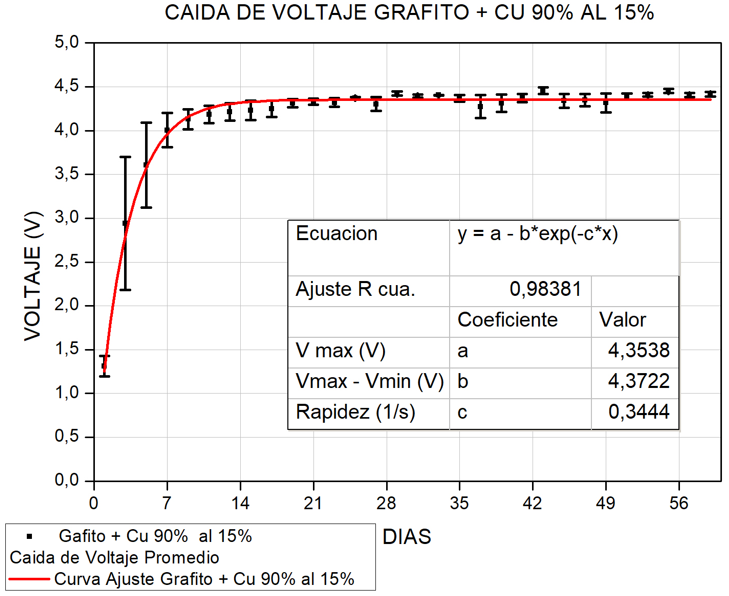 CAIDA DE VOLTAJE GRAFITO + CU 90% AL 15%
5,0
4,5
4,0
3,5
3,0
2,5
2,0
1,5
1,0
0,5
0,0
VOLTAJE (V)
Ecuacion y = a - b*exp(-c*x)
Ajuste R cua. 0,98381
Coeficiente Valor
V max (V) a 4,3538
Vmax - Vmin (V) b 4,3722
Rapidez (1/s) c 0,3444
0 7 14 21 28 35 42 49 56
DIAS
Gafito + Cu 90% al 15%
Caida de Voltaje Promedio
Curva Ajuste Grafito + Cu 90% al 15%